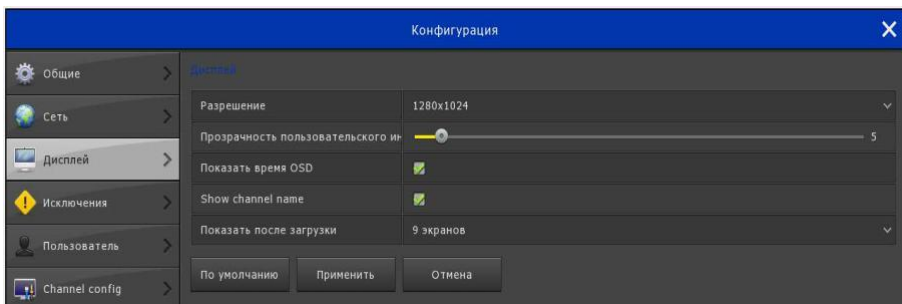 Конфигурация
Общие
Дисплей
Разрешение 1280x1024
Сеть
Прозрачность пользовательского ин 5
Дисплей
Показать время OSD
Исключения
Show channel name
Показать после загрузки 9 экранов
Пользователь
По умолчанию Применить Отмена
Channel config